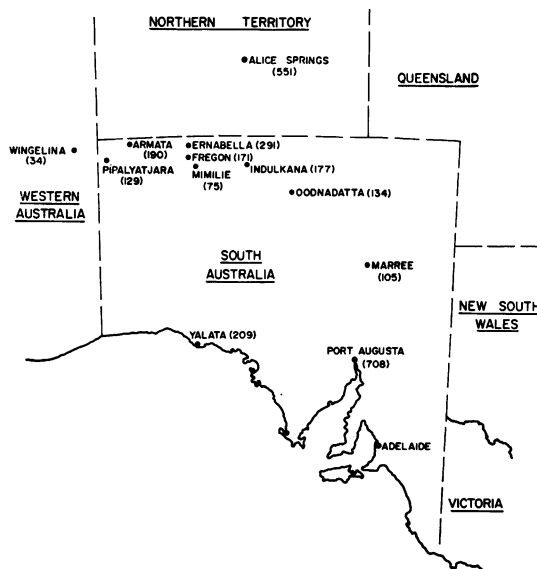 NORTHERN TERRITORY
ALICE SPRINGS
(551)
QUEENSLAND
WINGELINA
(34)
ARMATA
(190)
ERNABELLA (291)
FREGON (171)
PIPALYATJARA
(129)
MIMILIE
(75)
INDULKANA (177)
OODNADATTA (134)
WESTERN
AUSTRALIA
SOUTH
AUSTRALIA
MARREE
(105)
NEW SOUTH
WALES
YALATA (209)
PORT AUGUSTA
(708)
ADELAIDE
VICTORIA